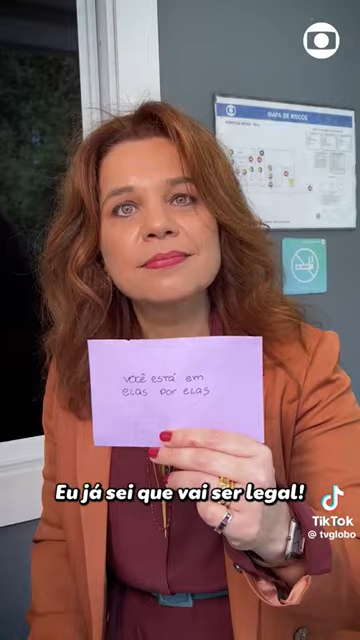 MAPA DE RISCOS
VOCÊ ESTÁ EM
ELAS POR ELAS
Eu já sei que vai ser legal!
TikTok
@ tvglobo